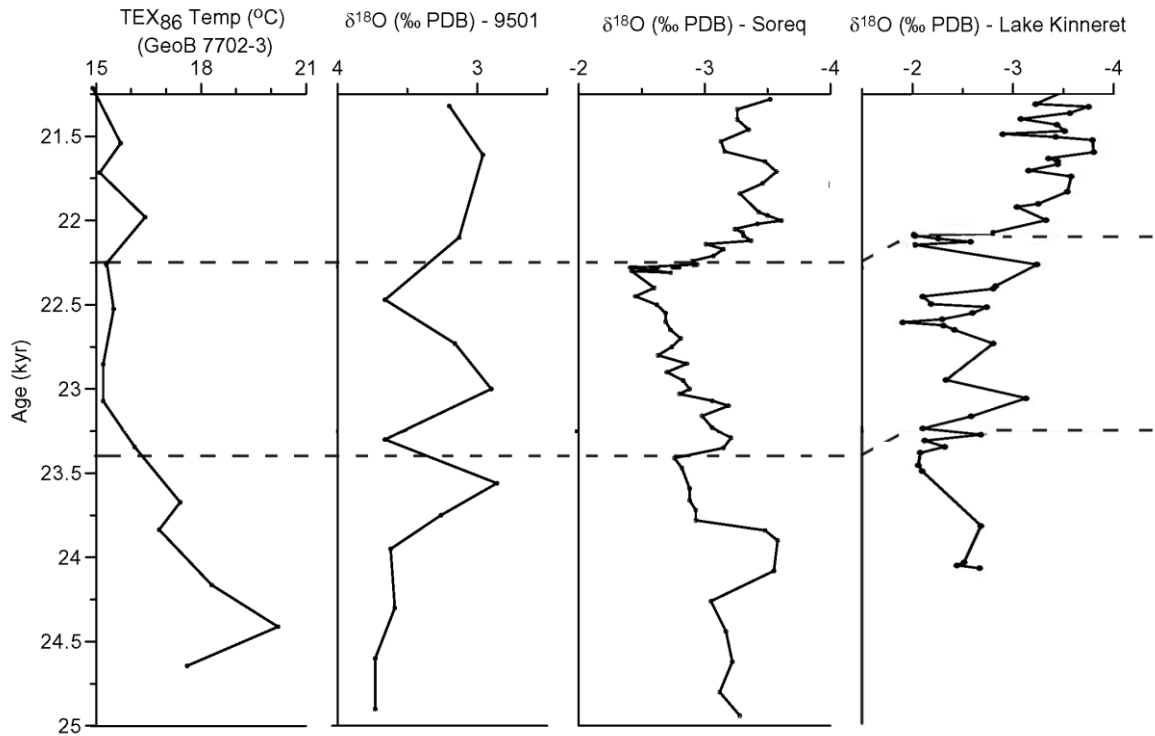 TEX₈₆ Temp (ºC)
(GeoB 7702-3)
δ¹⁸O (‰ PDB) - 9501
δ¹⁸O (‰ PDB) - Soreq
δ¹⁸O (‰ PDB) - Lake Kinneret
15 18 21
4 3
-2 -3 -4
-2 -3 -4
Age (kyr)
21.5
22
22.5
23
23.5
24
24.5
25